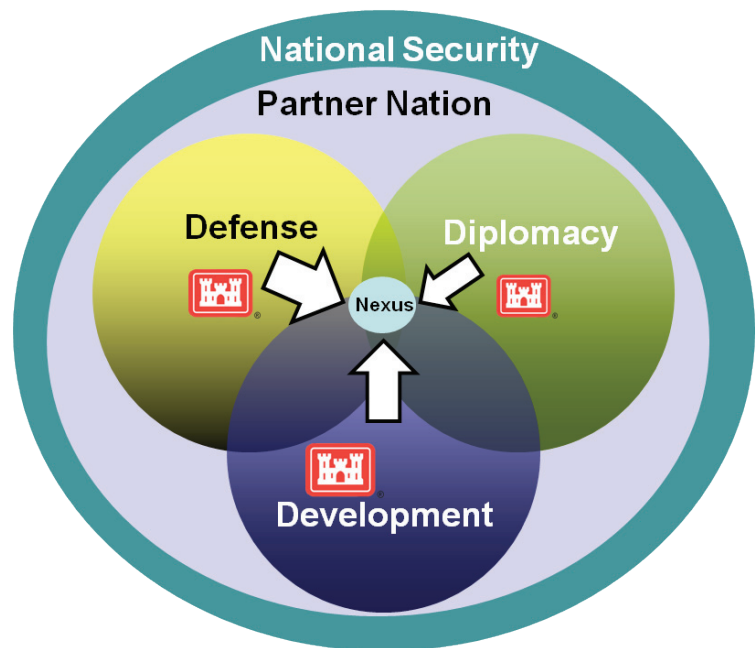 National Security
Partner Nation
Defense
Diplomacy
Nexus
®
®
®
Development